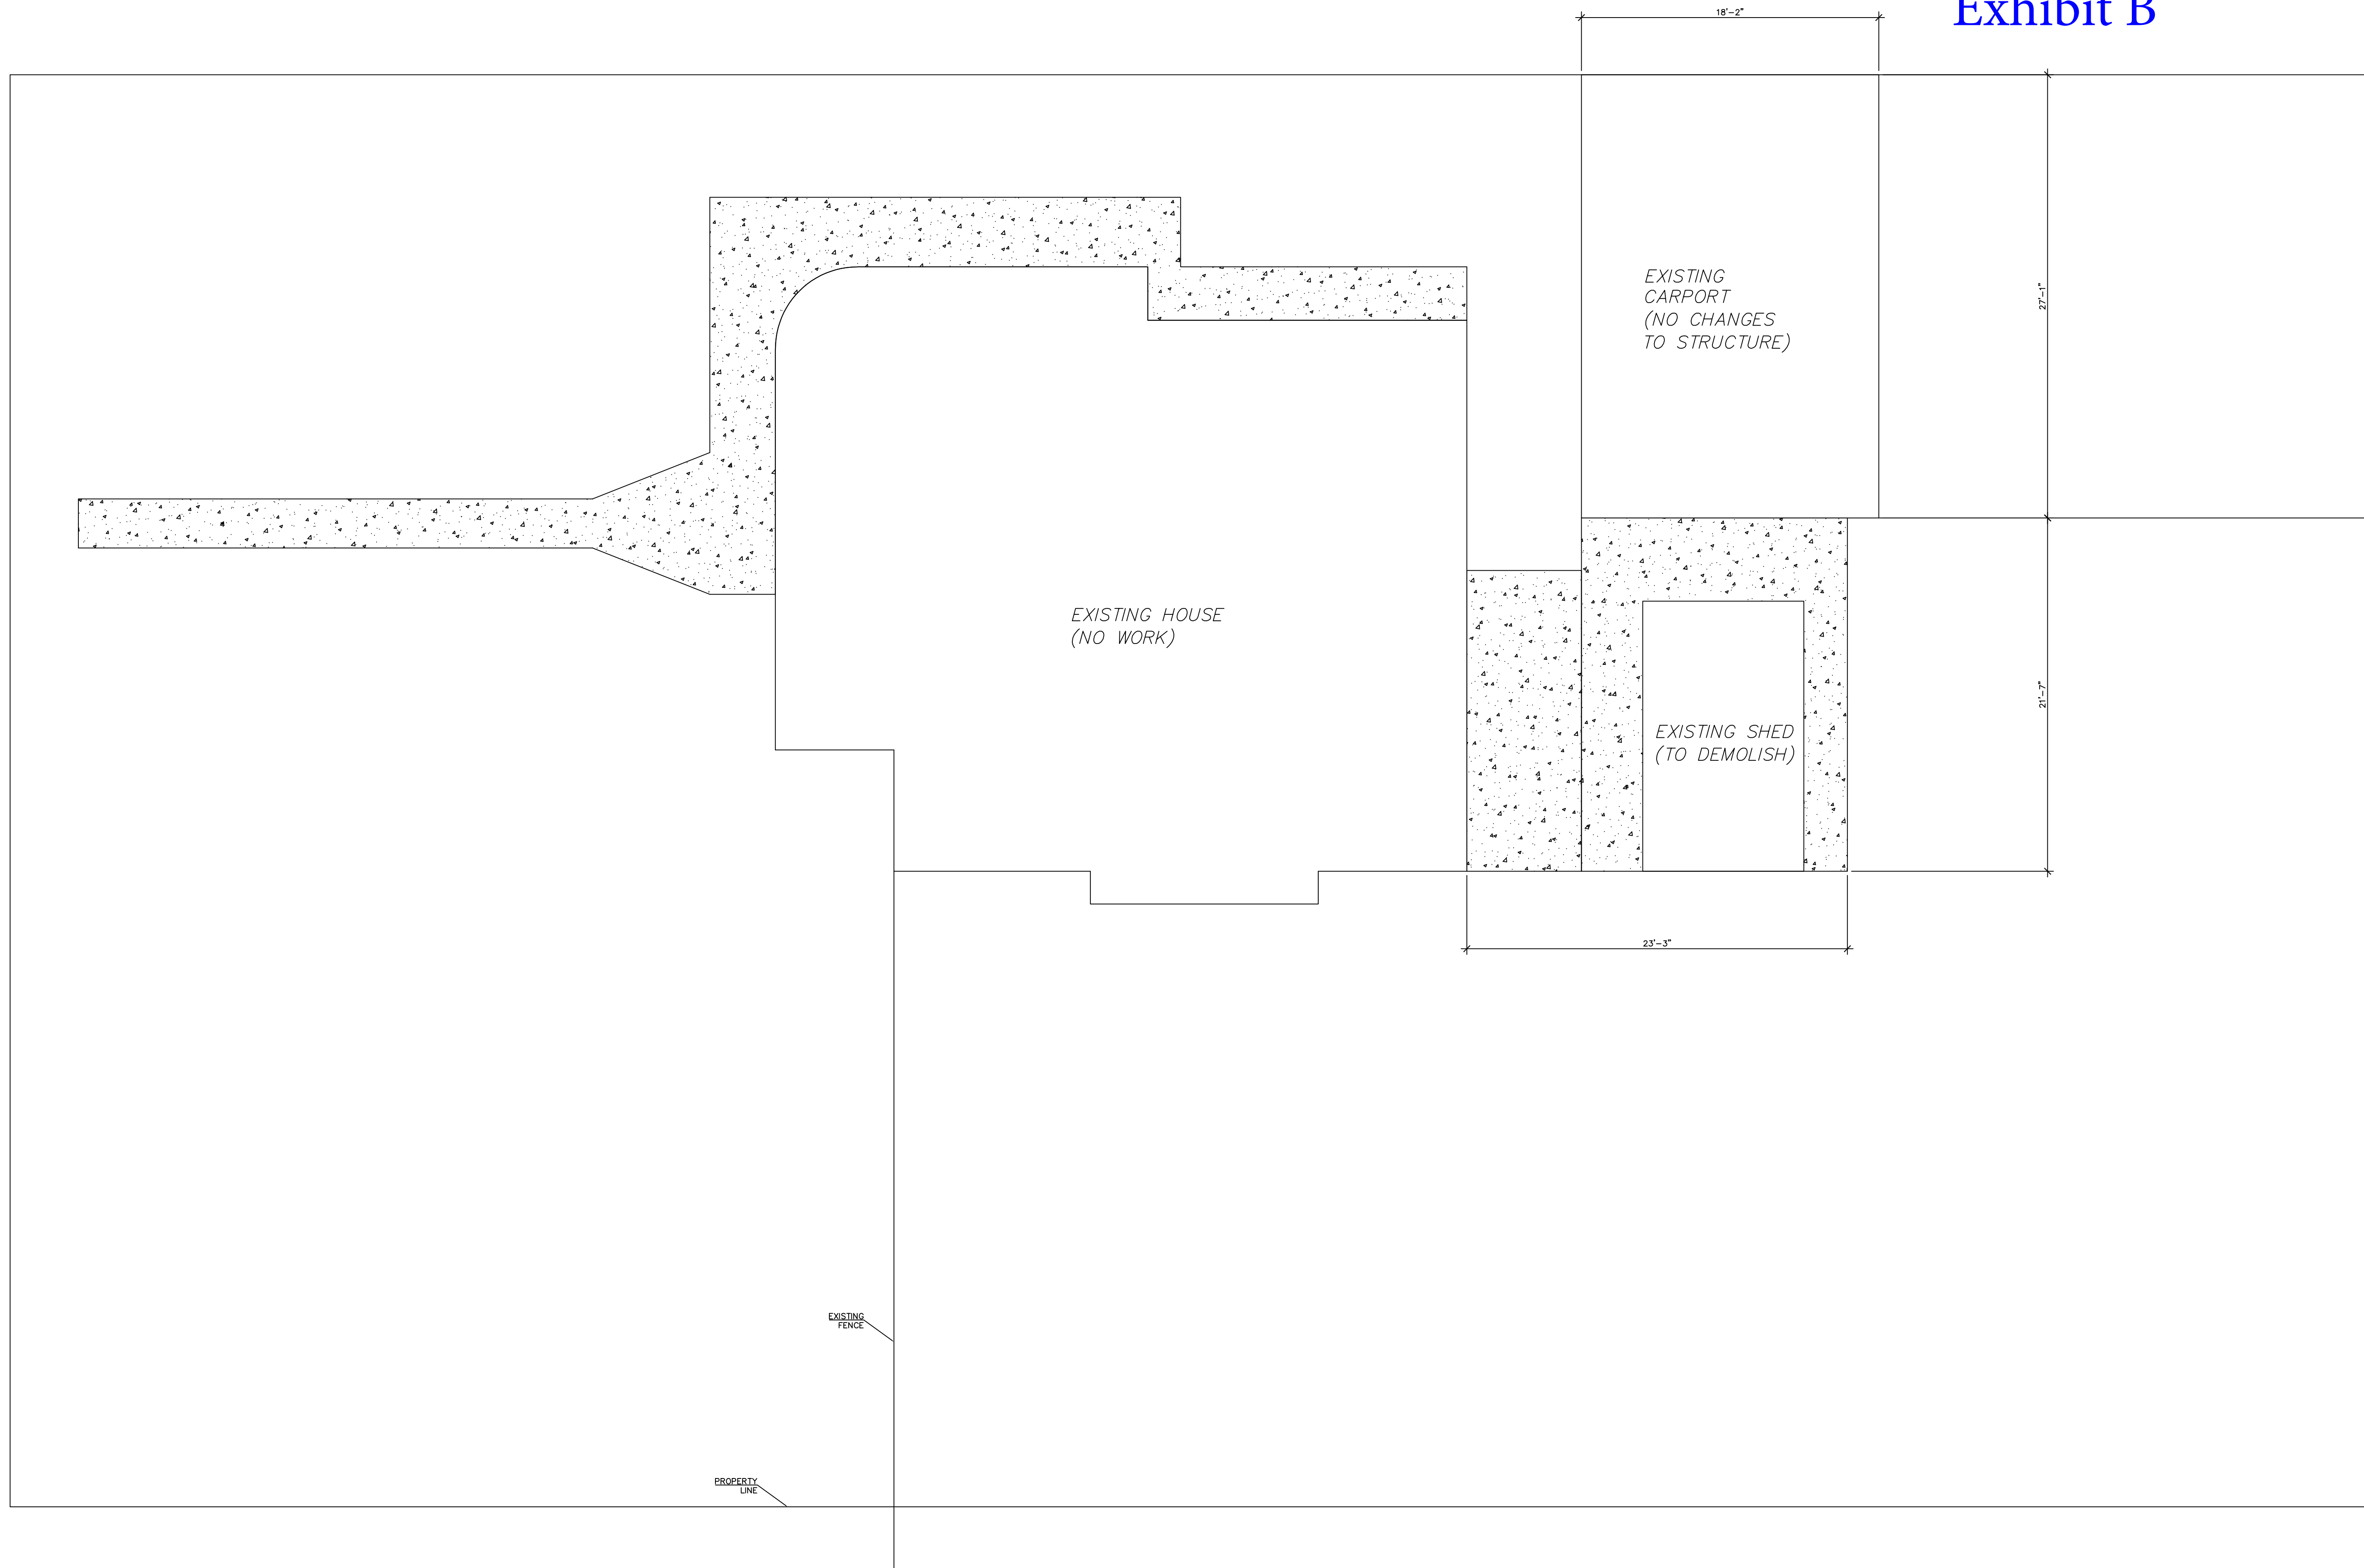 Exhibit B
18'-2"
EXISTING
CARPORT
(NO CHANGES
TO STRUCTURE)
27'-1"
EXISTING HOUSE
(NO WORK)
EXISTING SHED
(TO DEMOLISH)
21'-7"
23'-3"
EXISTING
FENCE
PROPERTY
LINE